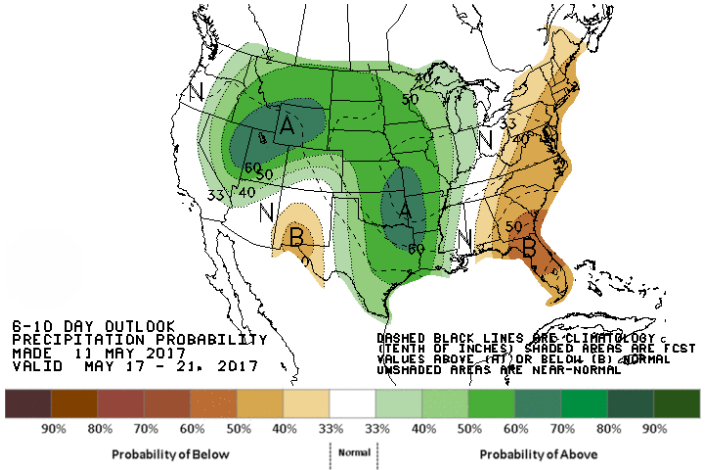 N
40
50
A
N
33
40
60
50
33
40
N
A
B
60
N
50
B
6-10 DAY OUTLOOK
PRECIPITATION PROBABILITY
MADE 11 MAY 2017
VALID MAY 17 - 21, 2017
DASHED BLACK LINES ARE CLIMATOLOGY
(TENTH OF INCHES) SHADED AREAS ARE FCST
VALUES ABOVE (A) OR BELOW (B) NORMAL
UNSHADED AREAS ARE NEAR-NORMAL
90% 80% 70% 60% 50% 40% 33% 33% 40% 50% 60% 70% 80% 90%
Probability of Below Normal Probability of Above